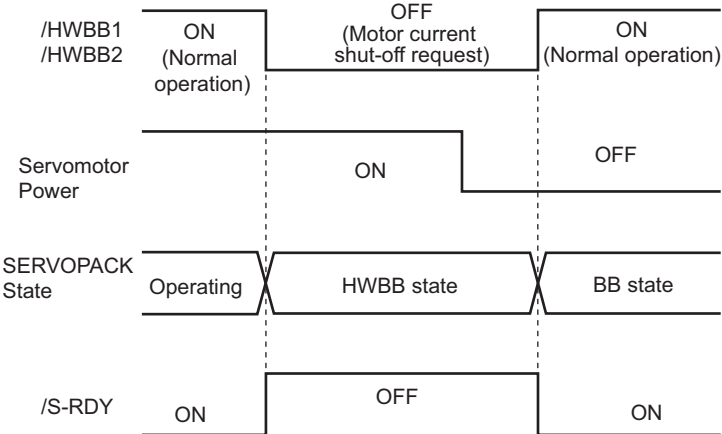 /HWBB1
/HWBB2
ON
(Normal
operation)
OFF
(Motor current
shut-off request)
ON
(Normal operation)
Servomotor
Power
ON
OFF
SERVOPACK
State
Operating
HWBB state
BB state
/S-RDY
ON
OFF
ON